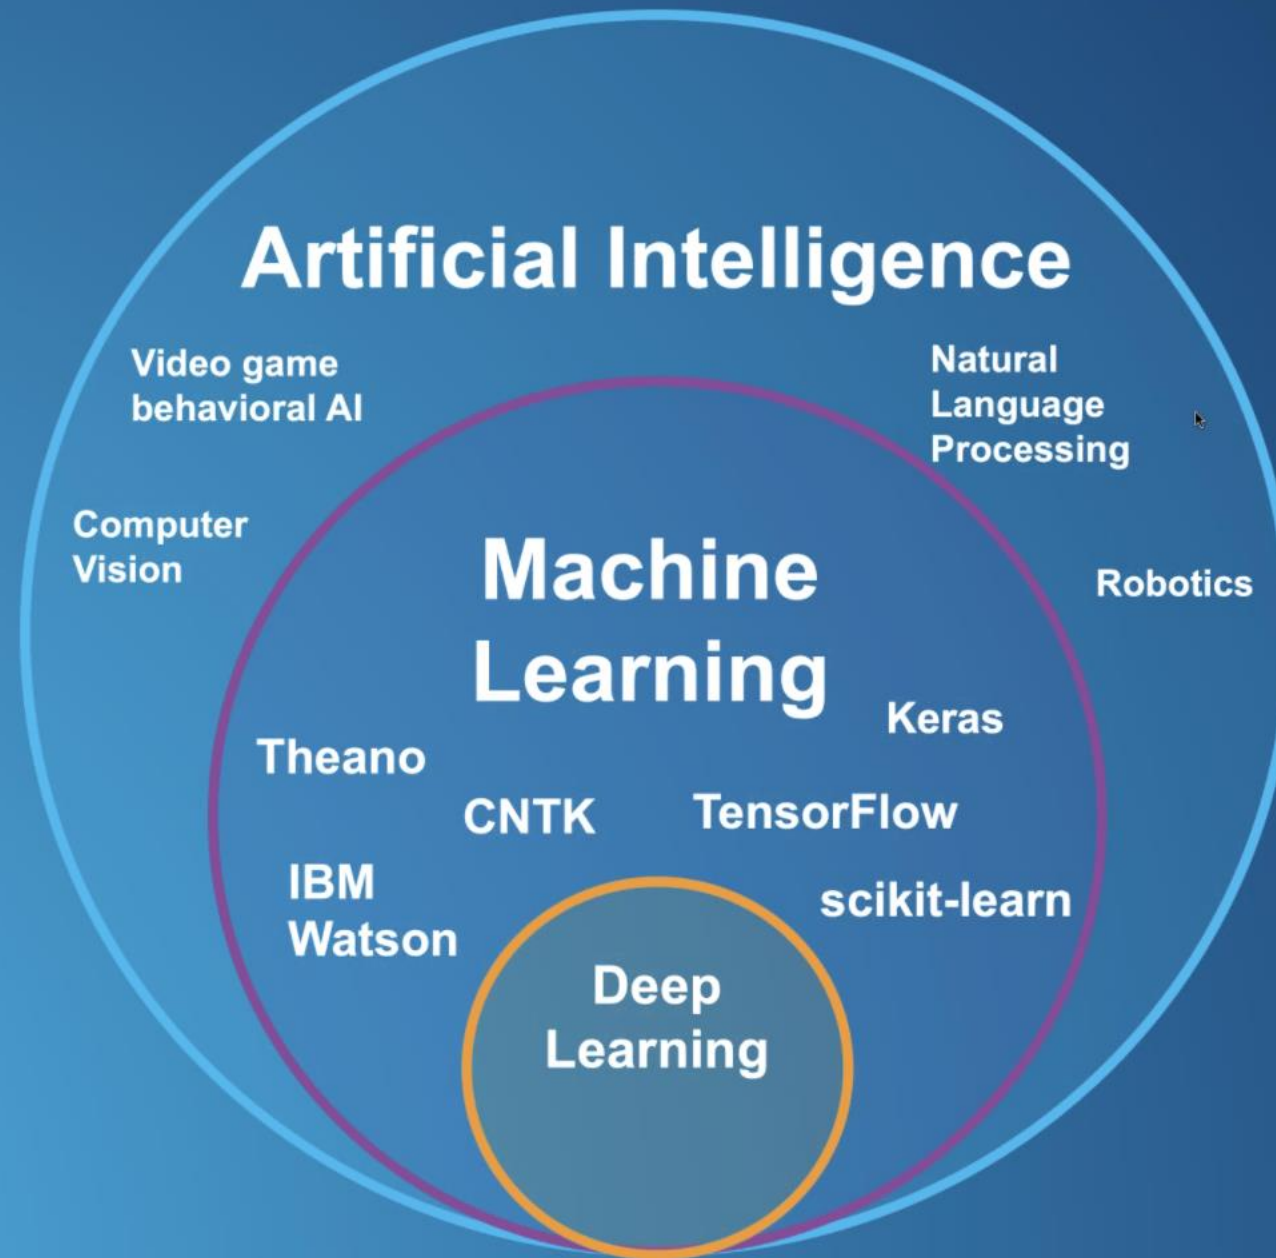 Artificial Intelligence
Video game
behavioral AI
Natural
Language
Processing
Computer
Vision
Robotics
Machine
Learning
Keras
Theano
CNTK
TensorFlow
IBM
Watson
scikit-learn
Deep
Learning